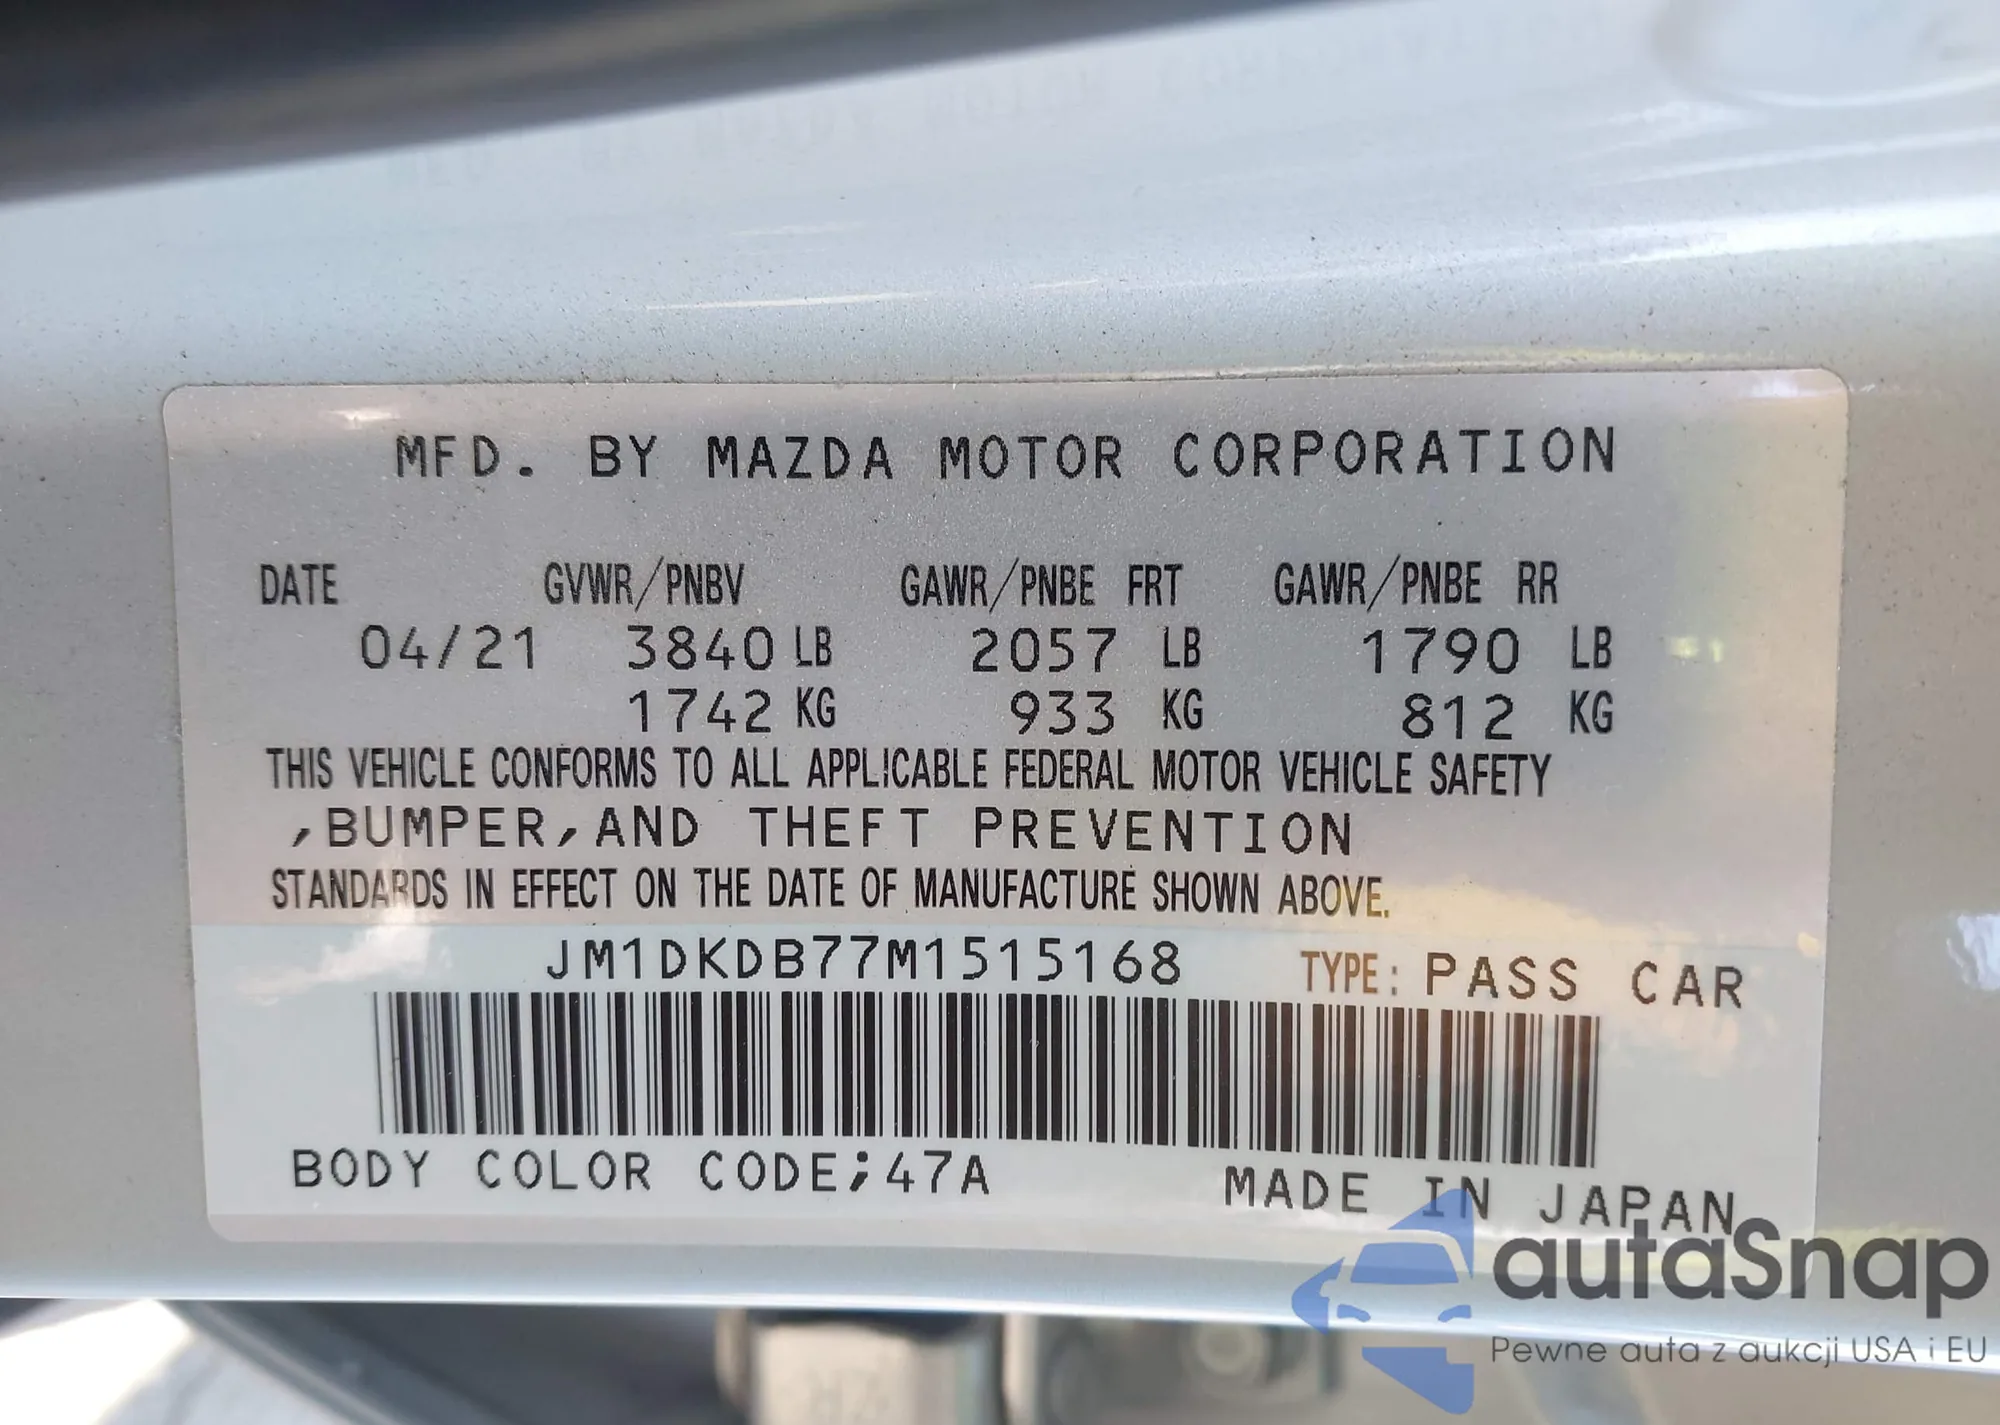 MFD. BY MAZDA MOTOR CORPORATION
DATE GVWR/PNBV GAWR/PNBE FRT GAWR/PNBE RR
04/21 3840 LB 2057 LB 1790 LB
1742 KG 933 KG 812 KG
THIS VEHICLE CONFORMS TO ALL APPLICABLE FEDERAL MOTOR VEHICLE SAFETY
,BUMPER,AND THEFT PREVENTION
STANDARDS IN EFFECT ON THE DATE OF MANUFACTURE SHOWN ABOVE.
JM1DKDB77M1515168 TYPE: PASS CAR
BODY COLOR CODE;47A MADE IN JAPAN
autaSnap
Pewne auta z aukcji USA i EU